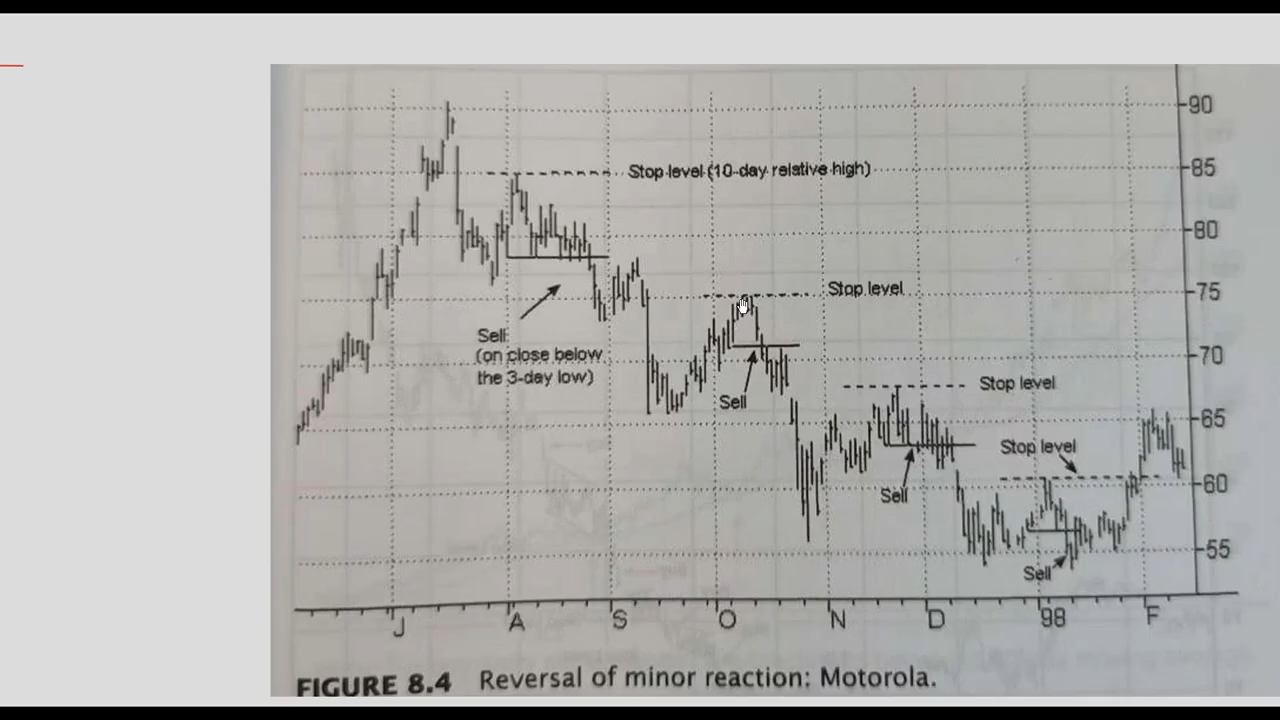 90
Stop level (10-day relative high)
85
80
Stop level
75
Sell
(on close below
the 3-day low)
70
Sell
Stop level
65
Stop level
Sell
60
55
Sell
J A S O N D 98 F
FIGURE 8.4 Reversal of minor reaction: Motorola.